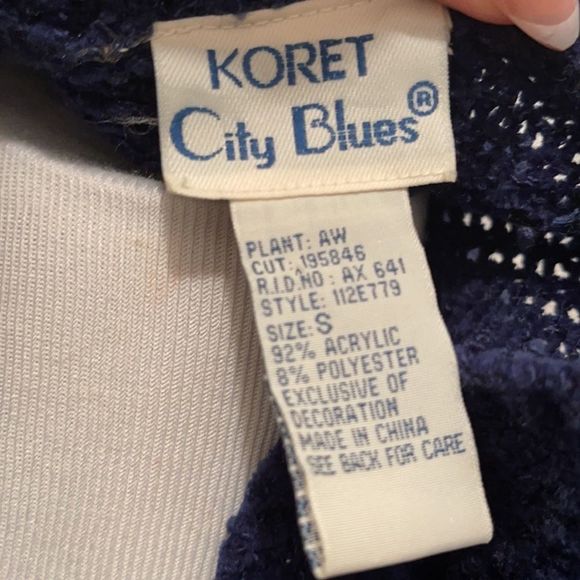 KORET
City Blues®
PLANT: AW
CUT: 195846
R.I.D.NO: AX 641
STYLE: 112E779
SIZE: S
92% ACRYLIC
8% POLYESTER
EXCLUSIVE OF
DECORATION
MADE IN CHINA
SEE BACK FOR CARE